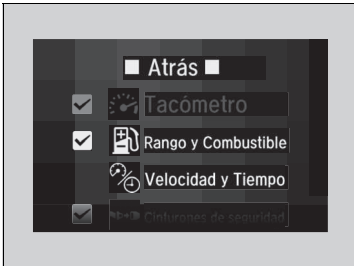 Atrás
Tacómetro
Rango y Combustible
Velocidad y Tiempo
Cinturones de seguridad